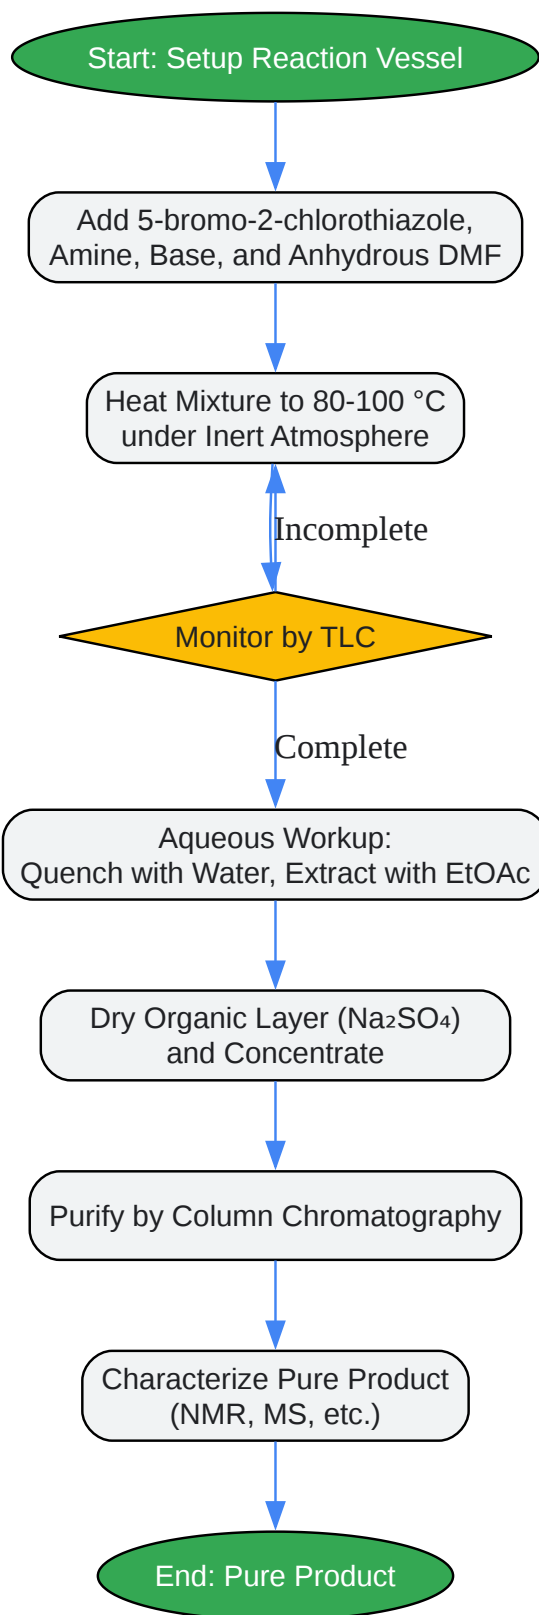 Start: Setup Reaction Vessel
Add 5-bromo-2-chlorothiazole,
Amine, Base, and Anhydrous DMF
Heat Mixture to 80-100 °C
under Inert Atmosphere
Incomplete
Monitor by TLC
Complete
Aqueous Workup:
Quench with Water, Extract with EtOAc
Dry Organic Layer (Na₂SO₄)
and Concentrate
Purify by Column Chromatography
Characterize Pure Product
(NMR, MS, etc.)
End: Pure Product